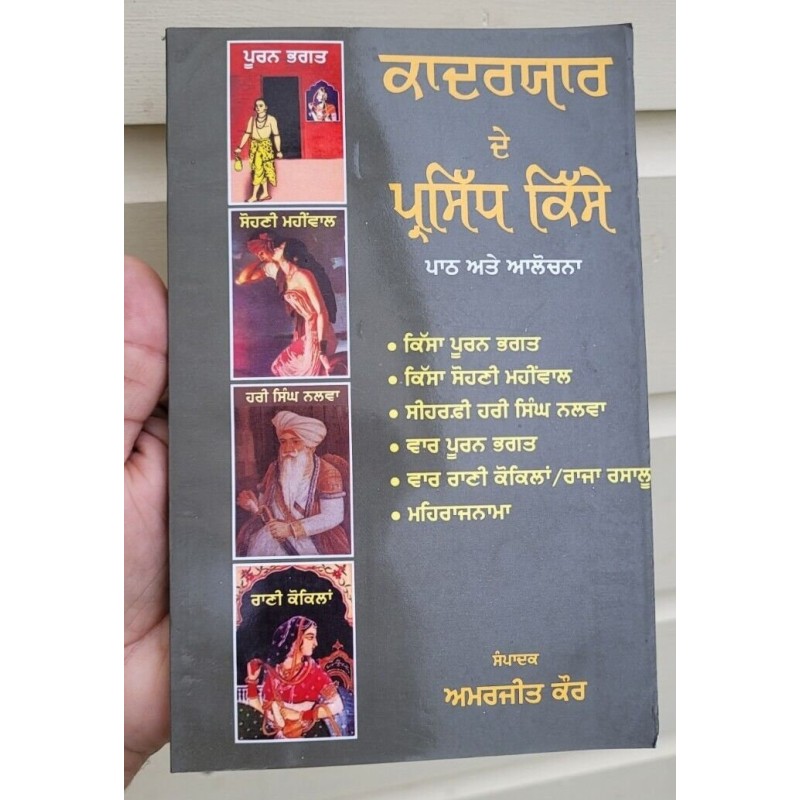 ਕਾਦਰਯਾਰ
ਦੇ
ਪ੍ਰਸਿੱਧ ਕਿੱਸੇ
ਪਾਠ ਅਤੇ ਆਲੋਚਨਾ
ਪੂਰਨ ਭਗਤ
ਸੋਹਣੀ ਮਹੀਂਵਾਲ
ਹਰੀ ਸਿੰਘ ਨਲਵਾ
ਰਾਣੀ ਕੋਕਿਲਾਂ
• ਕਿੱਸਾ ਪੂਰਨ ਭਗਤ
• ਕਿੱਸਾ ਸੋਹਣੀ ਮਹੀਂਵਾਲ
• ਸੀਹਰਫ਼ੀ ਹਰੀ ਸਿੰਘ ਨਲਵਾ
• ਵਾਰ ਪੂਰਨ ਭਗਤ
• ਵਾਰ ਰਾਣੀ ਕੋਕਿਲਾਂ/ਰਾਜਾ ਰਸਾਲੂ
• ਮਹਿਰਾਜਨਾਮਾ
ਸੰਪਾਦਕ
ਅਮਰਜੀਤ ਕੌਰ